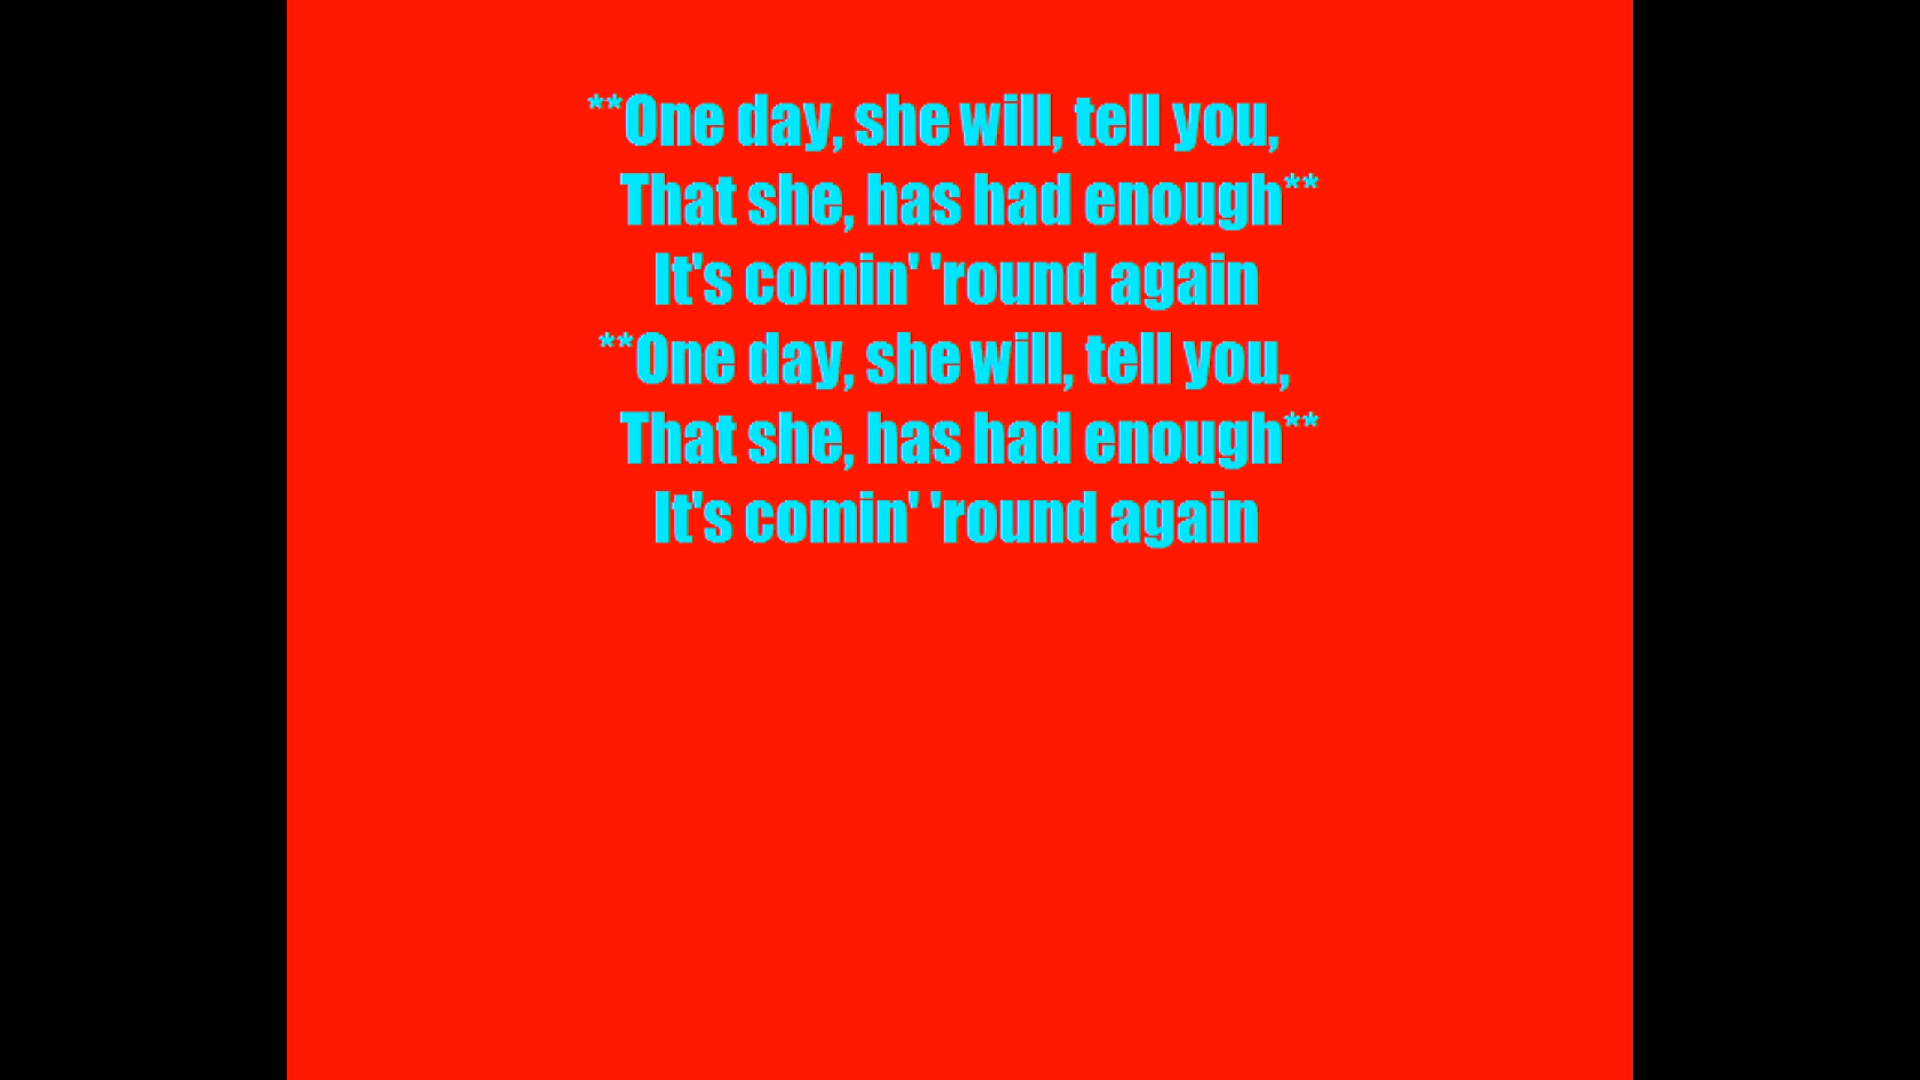 **One day, she will, tell you,
That she, has had enough**
It's comin' 'round again
**One day, she will, tell you,
That she, has had enough**
It's comin' 'round again